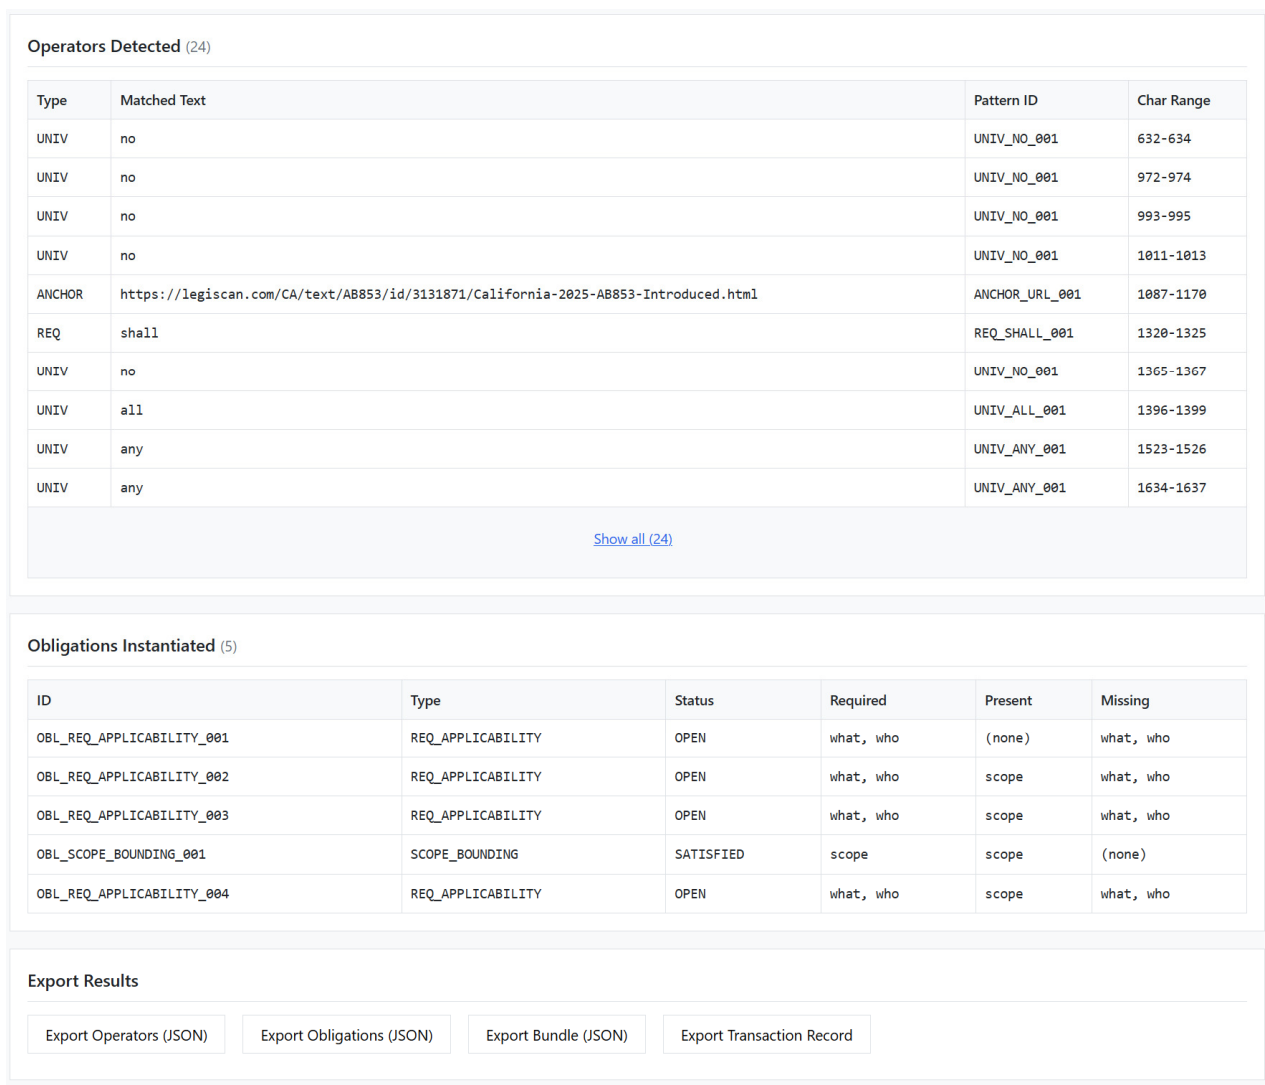 Operators Detected (24)
Type Matched Text Pattern ID Char Range
UNIV no UNIV_NO_001 632-634
UNIV no UNIV_NO_001 972-974
UNIV no UNIV_NO_001 993-995
UNIV no UNIV_NO_001 1011-1013
ANCHOR https://legiscan.com/CA/text/AB853/id/3131871/California-2025-AB853-Introduced.html ANCHOR_URL_001 1087-1170
REQ shall REQ_SHALL_001 1320-1325
UNIV no UNIV_NO_001 1365-1367
UNIV all UNIV_ALL_001 1396-1399
UNIV any UNIV_ANY_001 1523-1526
UNIV any UNIV_ANY_001 1634-1637
Show all (24)
Obligations Instantiated (5)
ID Type Status Required Present Missing
OBL_REQ_APPLICABILITY_001 REQ_APPLICABILITY OPEN what, who (none) what, who
OBL_REQ_APPLICABILITY_002 REQ_APPLICABILITY OPEN what, who scope what, who
OBL_REQ_APPLICABILITY_003 REQ_APPLICABILITY OPEN what, who scope what, who
OBL_SCOPE_BOUNDING_001 SCOPE_BOUNDING SATISFIED scope scope (none)
OBL_REQ_APPLICABILITY_004 REQ_APPLICABILITY OPEN what, who scope what, who
Export Results
Export Operators (JSON) Export Obligations (JSON) Export Bundle (JSON) Export Transaction Record